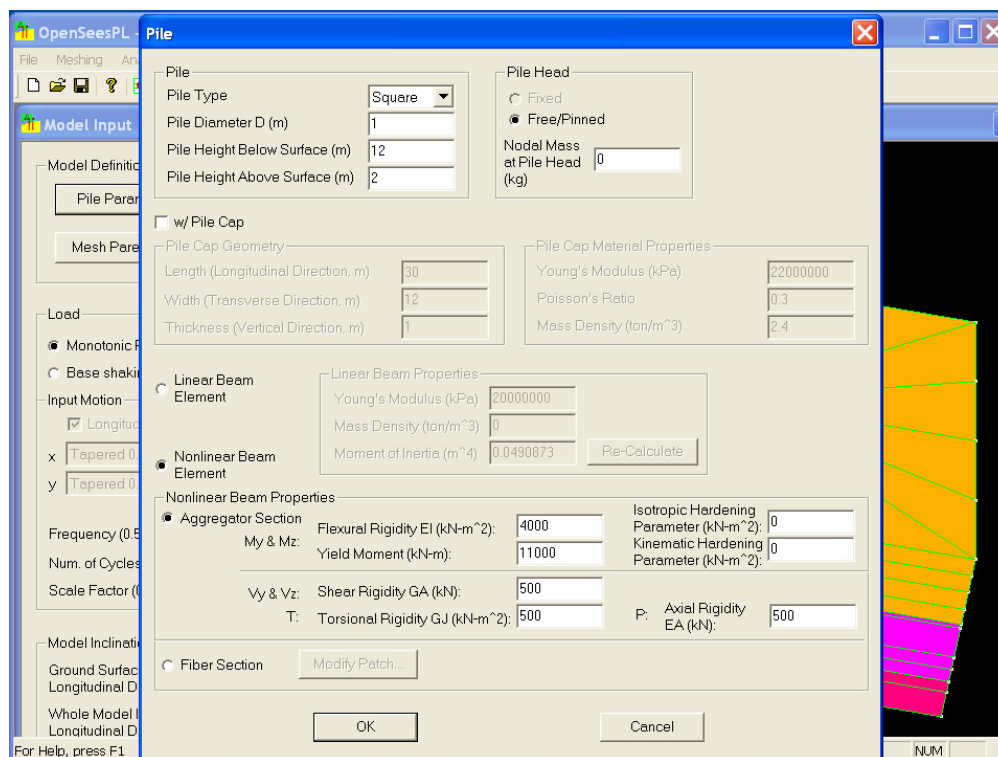 OpenSeesPL -
Pile
File Meshing An
Model Input
Model Definitio
Pile Parar
Mesh Pare
Load
Monotonic P
Base shakin
Input Motion
Longituc
x Tapered 0.
y Tapered 0.
Frequency (0.5
Num. of Cycles
Scale Factor (0
Model Inclinatio
Ground Surfac
Longitudinal D
Whole Model I
Longitudinal D
For Help, press F1
Pile
Pile Type Square
Pile Diameter D (m) 1
Pile Height Below Surface (m) 12
Pile Height Above Surface (m) 2
Pile Head
Fixed
Free/Pinned
Nodal Mass
at Pile Head 0
(kg)
w/ Pile Cap
Pile Cap Geometry
Length (Longitudinal Direction, m) 30
Width (Transverse Direction, m) 12
Thickness (Vertical Direction, m) 1
Pile Cap Material Properties
Young's Modulus (kPa) 22000000
Poisson's Ratio 0.3
Mass Density (ton/m^3) 2.4
Linear Beam
Element
Linear Beam Properties
Young's Modulus (kPa) 20000000
Mass Density (ton/m^3) 0
Moment of Inertia (m^4) 0.0490873 Re-Calculate
Nonlinear Beam
Element
Nonlinear Beam Properties
Aggregator Section
My & Mz:
Flexural Rigidity EI (kN-m^2): 4000
Yield Moment (kN-m): 11000
Isotropic Hardening
Parameter (kN-m^2): 0
Kinematic Hardening
Parameter (kN-m^2): 0
Vy & Vz: Shear Rigidity GA (kN): 500
T: Torsional Rigidity GJ (kN-m^2): 500
P: Axial Rigidity
EA (kN): 500
Fiber Section Modify Patch...
OK Cancel
NUM